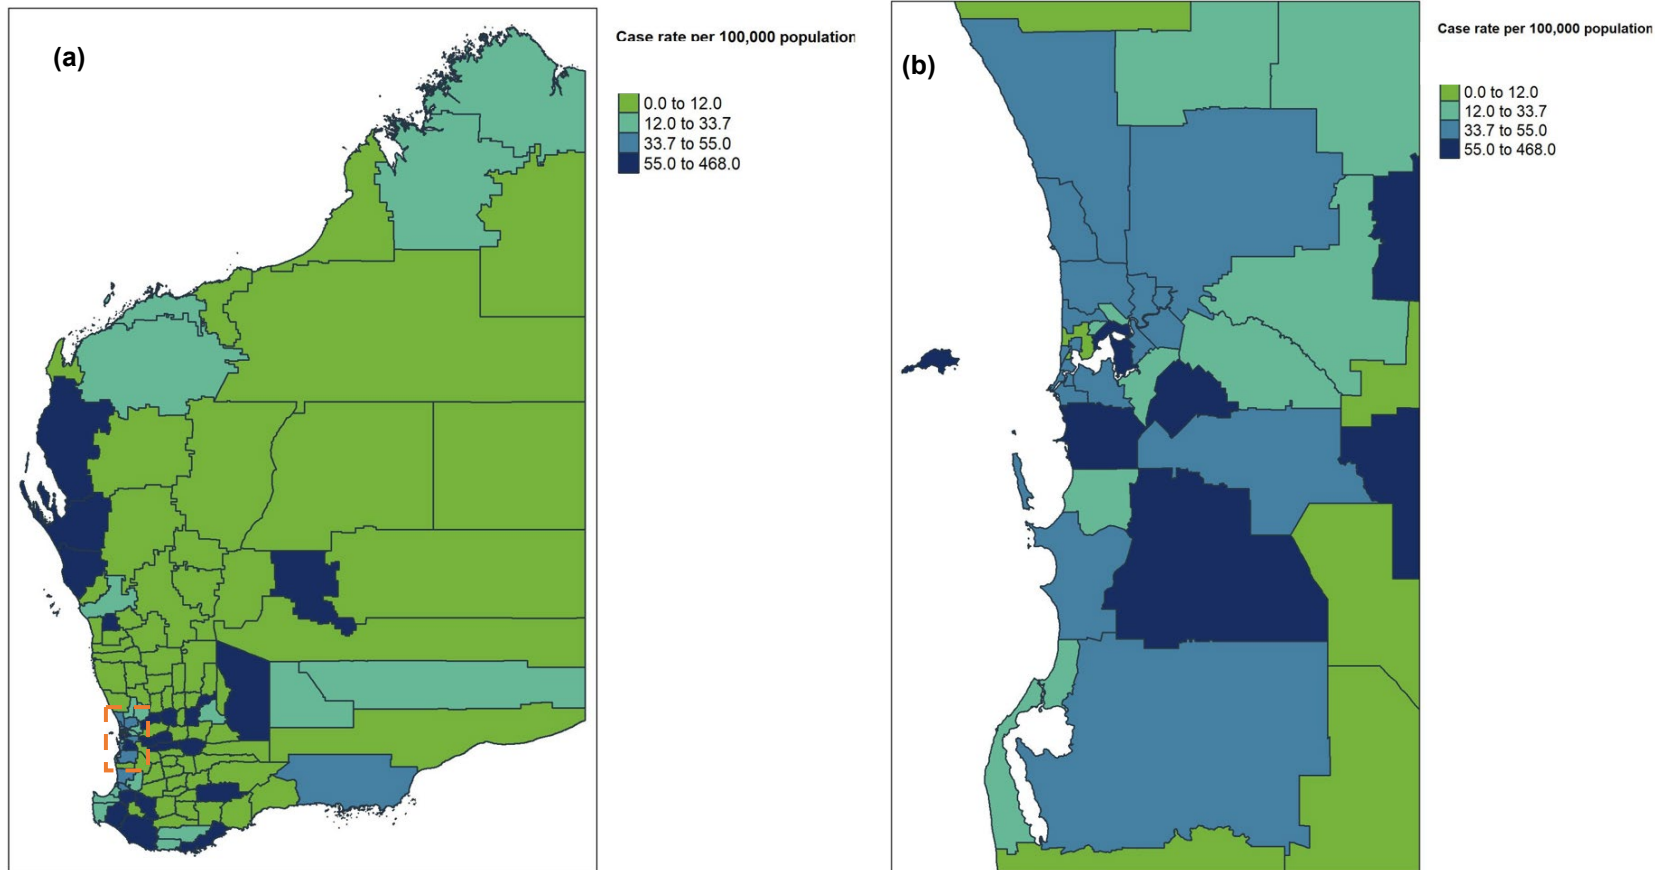 (a)
Case rate per 100,000 population
0.0 to 12.0
12.0 to 33.7
33.7 to 55.0
55.0 to 468.0
(b)
Case rate per 100,000 population
0.0 to 12.0
12.0 to 33.7
33.7 to 55.0
55.0 to 468.0